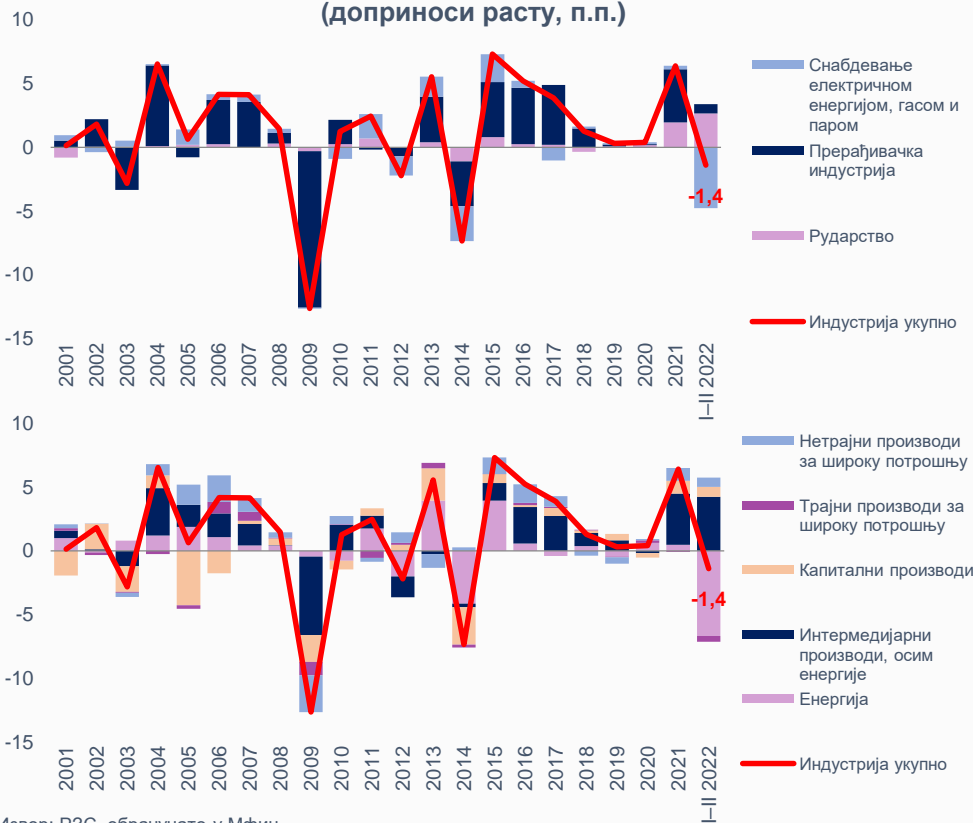 (доприноси расту, п.п.)
10
5
0
-5
-10
-15
-1,4
2001 2002 2003 2004 2005 2006 2007 2008 2009 2010 2011 2012 2013 2014 2015 2016 2017 2018 2019 2020 2021 I–II 2022
Снабдевање
електричном
енергијом, гасом и
паром
Прерађивачка
индустрија
Рударство
Индустрија укупно
10
5
0
-5
-10
-15
-1,4
2001 2002 2003 2004 2005 2006 2007 2008 2009 2010 2011 2012 2013 2014 2015 2016 2017 2018 2019 2020 2021 I–II 2022
Нетрајни производи
за широку потрошњу
Трајни производи за
широку потрошњу
Капитални производи
Интермедијарни
производи, осим
енергије
Енергија
Индустрија укупно